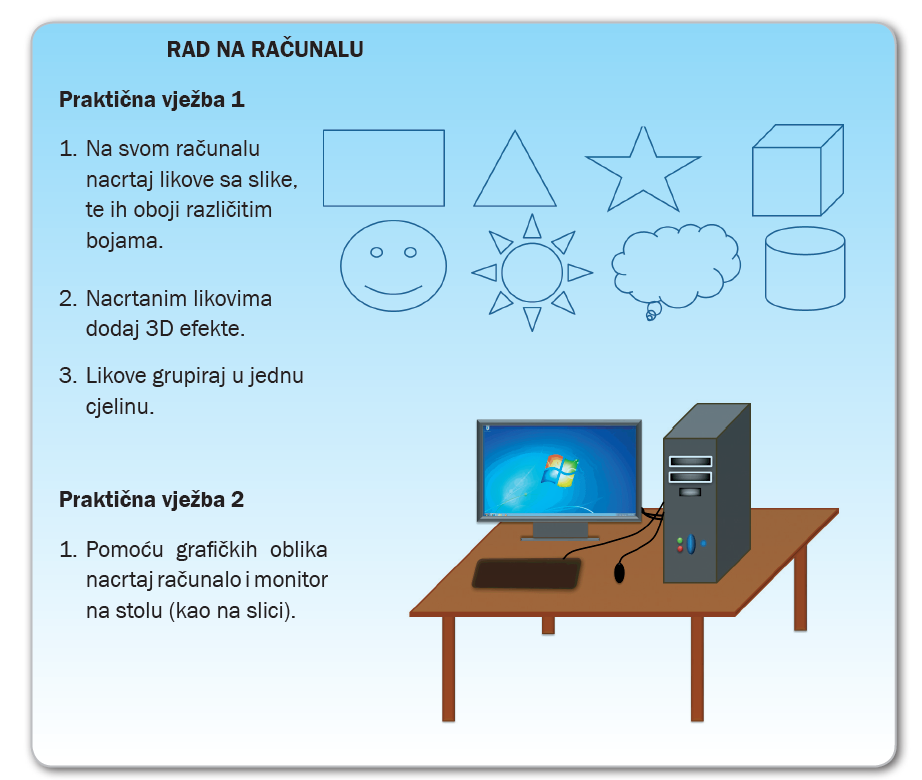 RAD NA RAČUNALU
Praktična vježba 1
1. Na svom računalu
nacrtaj likove sa slike,
te ih oboji različitim
bojama.
2. Nacrtanim likovima
dodaj 3D efekte.
3. Likove grupiraj u jednu
cjelinu.
Praktična vježba 2
1. Pomoću grafičkih oblika
nacrtaj računalo i monitor
na stolu (kao na slici).